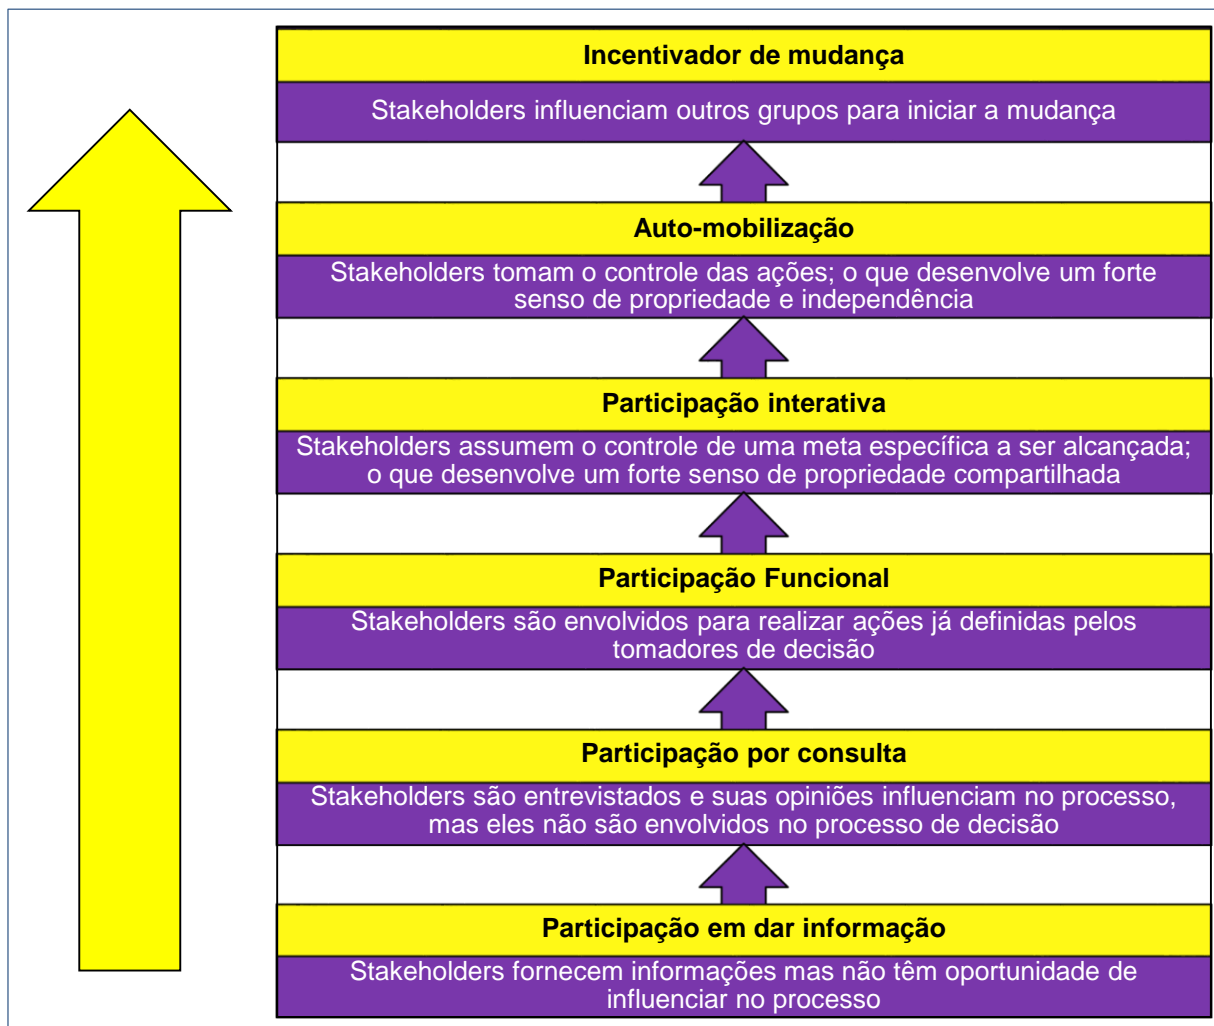 Incentivador de mudança
Stakeholders influenciam outros grupos para iniciar a mudança
Auto-mobilização
Stakeholders tomam o controle das ações; o que desenvolve um forte
senso de propriedade e independência
Participação interativa
Stakeholders assumem o controle de uma meta específica a ser alcançada;
o que desenvolve um forte senso de propriedade compartilhada
Participação Funcional
Stakeholders são envolvidos para realizar ações já definidas pelos
tomadores de decisão
Participação por consulta
Stakeholders são entrevistados e suas opiniões influenciam no processo,
mas eles não são envolvidos no processo de decisão
Participação em dar informação
Stakeholders fornecem informações mas não têm oportunidade de
influenciar no processo